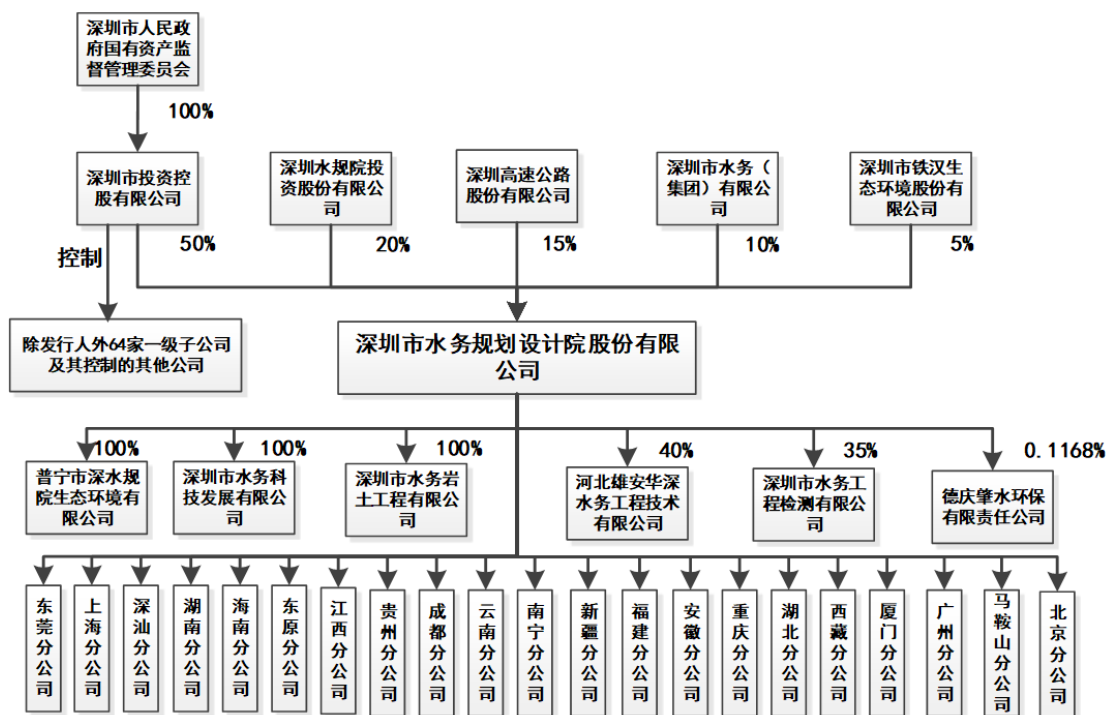 深圳市人民政
府国有资产监
督管理委员会
100%
深圳市投资控
股有限公司
深圳水规院投
资股份有限公
司
深圳高速公路
股份有限公司
深圳市水务（
集团）有限公
司
深圳市铁汉生
态环境股份有
限公司
50%
20%
15%
10%
5%
控制
除发行人外64家一级子公司
及其控制的其他公司
深圳市水务规划设计院股份有限
公司
100%
100%
100%
40%
35%
0.1168%
普宁市深水规
院生态环境有
限公司
深圳市水务科
技发展有限公
司
深圳市水务岩
土工程有限公
司
河北雄安华深
水务工程技术
有限公司
深圳市水务工
程检测有限公
司
德庆肇水环保
有限责任公司
东莞分公司
上海分公司
深汕分公司
湖南分公司
海南分公司
东原分公司
江西分公司
贵州分公司
成都分公司
云南分公司
南宁分公司
新疆分公司
福建分公司
安徽分公司
重庆分公司
湖北分公司
西藏分公司
厦门分公司
广州分公司
马鞍山分公司
北京分公司